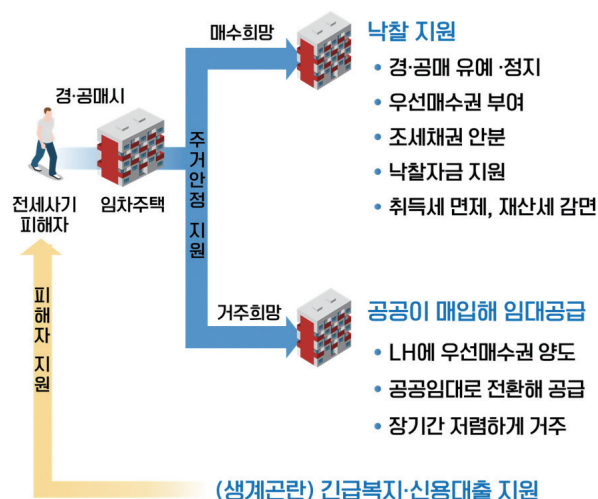 매수희망
낙찰 지원
• 경·공매 유예 ·정지
• 우선매수권 부여
• 조세채권 안분
• 낙찰자금 지원
• 취득세 면제, 재산세 감면
경·공매시
전세사기
피해자
임차주택
주거안정 지원
거주희망
공공이 매입해 임대공급
• LH에 우선매수권 양도
• 공공임대로 전환해 공급
• 장기간 저렴하게 거주
피해자 지원
(생계곤란) 긴급복지·신용대출 지원